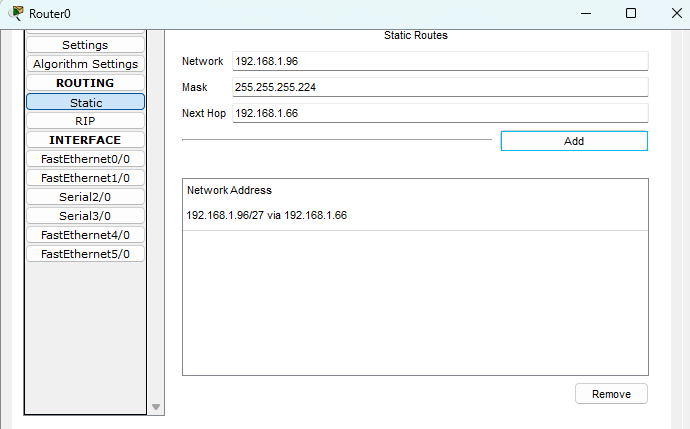 Router0
Settings
Algorithm Settings
ROUTING
Static
RIP
INTERFACE
FastEthernet0/0
FastEthernet1/0
Serial2/0
Serial3/0
FastEthernet4/0
FastEthernet5/0
Static Routes
Network 192.168.1.96
Mask 255.255.255.224
Next Hop 192.168.1.66
Add
Network Address
192.168.1.96/27 via 192.168.1.66
Remove